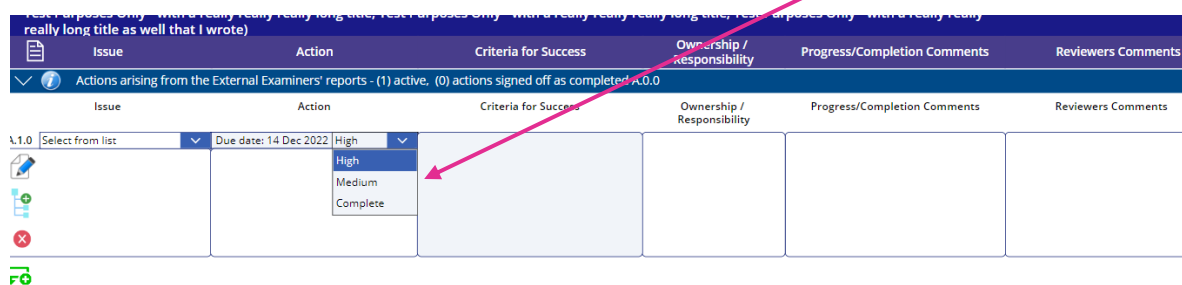 Test Purposes Only - with a really really really long title, Test Purposes Only - with a really really really long title, Test Purposes Only - with a really really
really long title as well that I wrote)
Issue Action Criteria for Success Ownership / Responsibility Progress/Completion Comments Reviewers Comments
Actions arising from the External Examiners' reports - (1) active, (0) actions signed off as completed A.0.0
Issue Action Criteria for Success Ownership / Responsibility Progress/Completion Comments Reviewers Comments
A.1.0 Select from list Due date: 14 Dec 2022 High
High
Medium
Complete